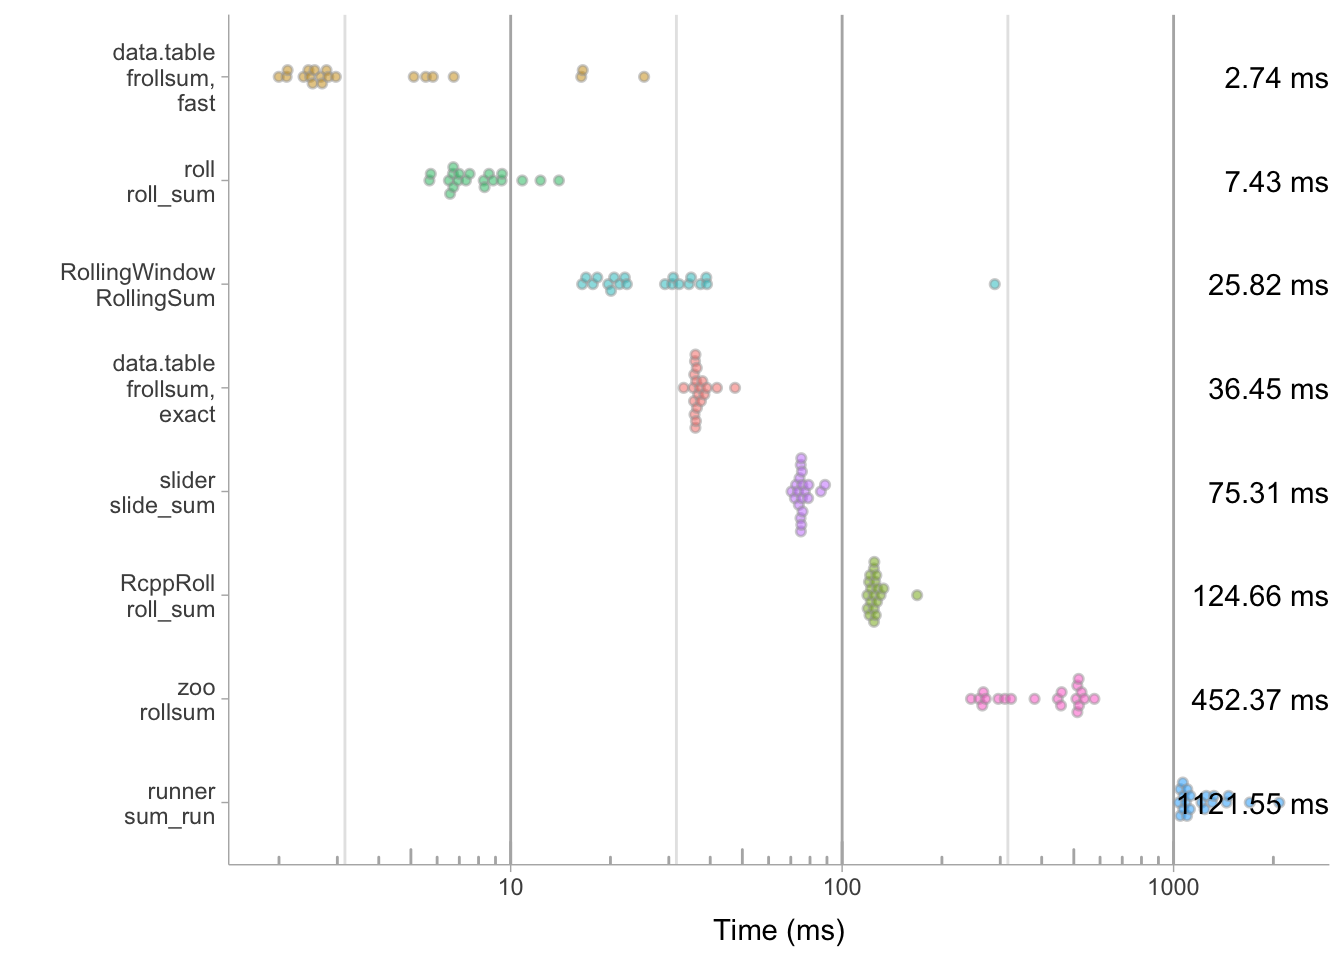 data.table
frollsum,
fast
2.74 ms
roll
roll_sum
7.43 ms
RollingWindow
RollingSum
25.82 ms
data.table
frollsum,
exact
36.45 ms
slider
slide_sum
75.31 ms
RcppRoll
roll_sum
124.66 ms
zoo
rollsum
452.37 ms
runner
sum_run
1121.55 ms
10
100
1000
Time (ms)